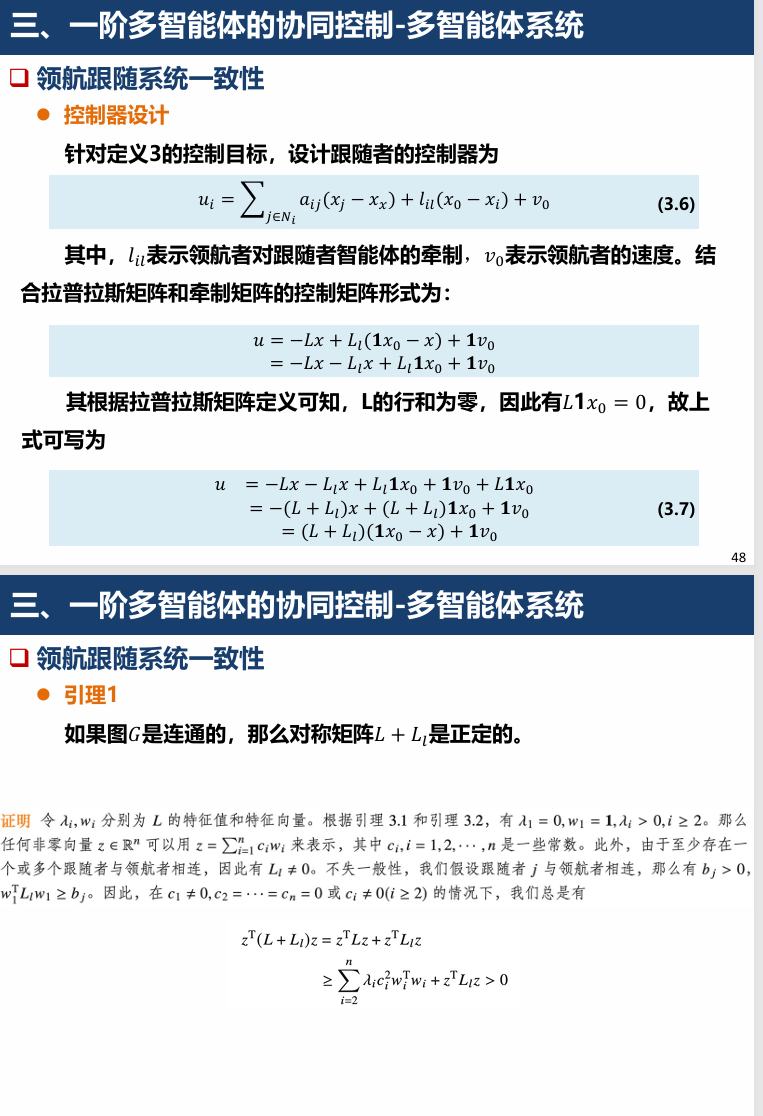 三、一阶多智能体的协同控制-多智能体系统
领航跟随系统一致性
控制器设计
针对定义3的控制目标，设计跟随者的控制器为
u_i = ∑_{j∈N_i} a_{ij}(x_j − x_x) + l_{il}(x_0 − x_i) + v_0 (3.6)
其中，l_{il}表示领航者对跟随者智能体的牵制，v_0表示领航者的速度。结
合拉普拉斯矩阵和牵制矩阵的控制矩阵形式为：
u = −Lx + L_l(1x_0 − x) + 1v_0
= −Lx − L_l x + L_l 1x_0 + 1v_0
其根据拉普拉斯矩阵定义可知，L的行和为零，因此有L1x_0 = 0，故上
式可写为
u = −Lx − L_l x + L_l 1x_0 + 1v_0 + L1x_0
= −(L + L_l)x + (L + L_l)1x_0 + 1v_0 (3.7)
= (L + L_l)(1x_0 − x) + 1v_0
48
三、一阶多智能体的协同控制-多智能体系统
领航跟随系统一致性
引理1
如果图G是连通的，那么对称矩阵L + L_l是正定的。
证明 令 λ_i, w_i 分别为 L 的特征值和特征向量。根据引理 3.1 和引理 3.2，有 λ_1 = 0, w_1 = 1, λ_i > 0, i ≥ 2。那么
任何非零向量 z ∈ ℝ^n 可以用 z = ∑_{i=1}^n c_i w_i 来表示，其中 c_i, i = 1, 2, ⋯, n 是一些常数。此外，由于至少存在一
个或多个跟随者与领航者相连，因此有 L_l ≠ 0。不失一般性，我们假设跟随者 j 与领航者相连，那么有 b_j > 0,
w_1^T L_l w_1 ≥ b_j。因此，在 c_1 ≠ 0, c_2 = ⋯ = c_n = 0 或 c_i ≠ 0(i ≥ 2) 的情况下，我们总是有
z^T(L + L_l)z = z^T Lz + z^T L_l z
≥ ∑_{i=2}^n λ_i c_i^2 w_i^T w_i + z^T L_l z > 0